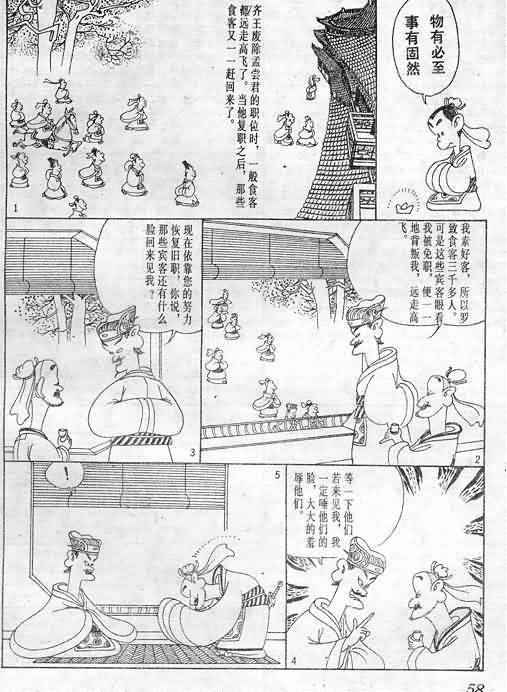 物有必至
事有固然
齐王废除孟尝君的职位时，一般食客
都远走高飞了。当他复职之后，那些
食客又一一赶回来了。
1
我素好客，所以罗
致食客三千多人。
可是这些宾客眼看
我被免职，便一一
地背叛我，远走高
飞。
2
现在依靠您的努力
恢复旧职，你说，
那些宾客还有什么
脸回来见我？
3
等一下他们
若来见我，我
一定唾他们的
脸，大大的羞
辱他们。
4
！
5
58